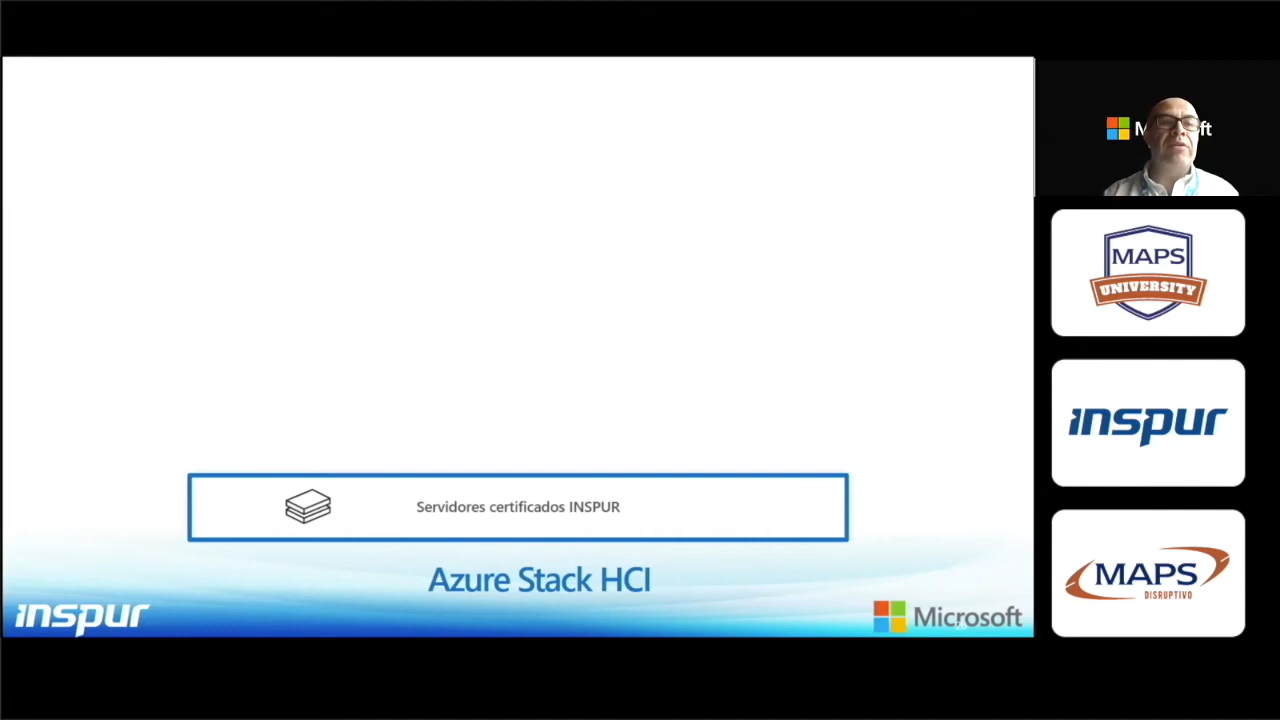 Servidores certificados INSPUR
Azure Stack HCI
inspur
Microsoft
MAPS
UNIVERSITY
inspur
MAPS
DISRUPTIVO